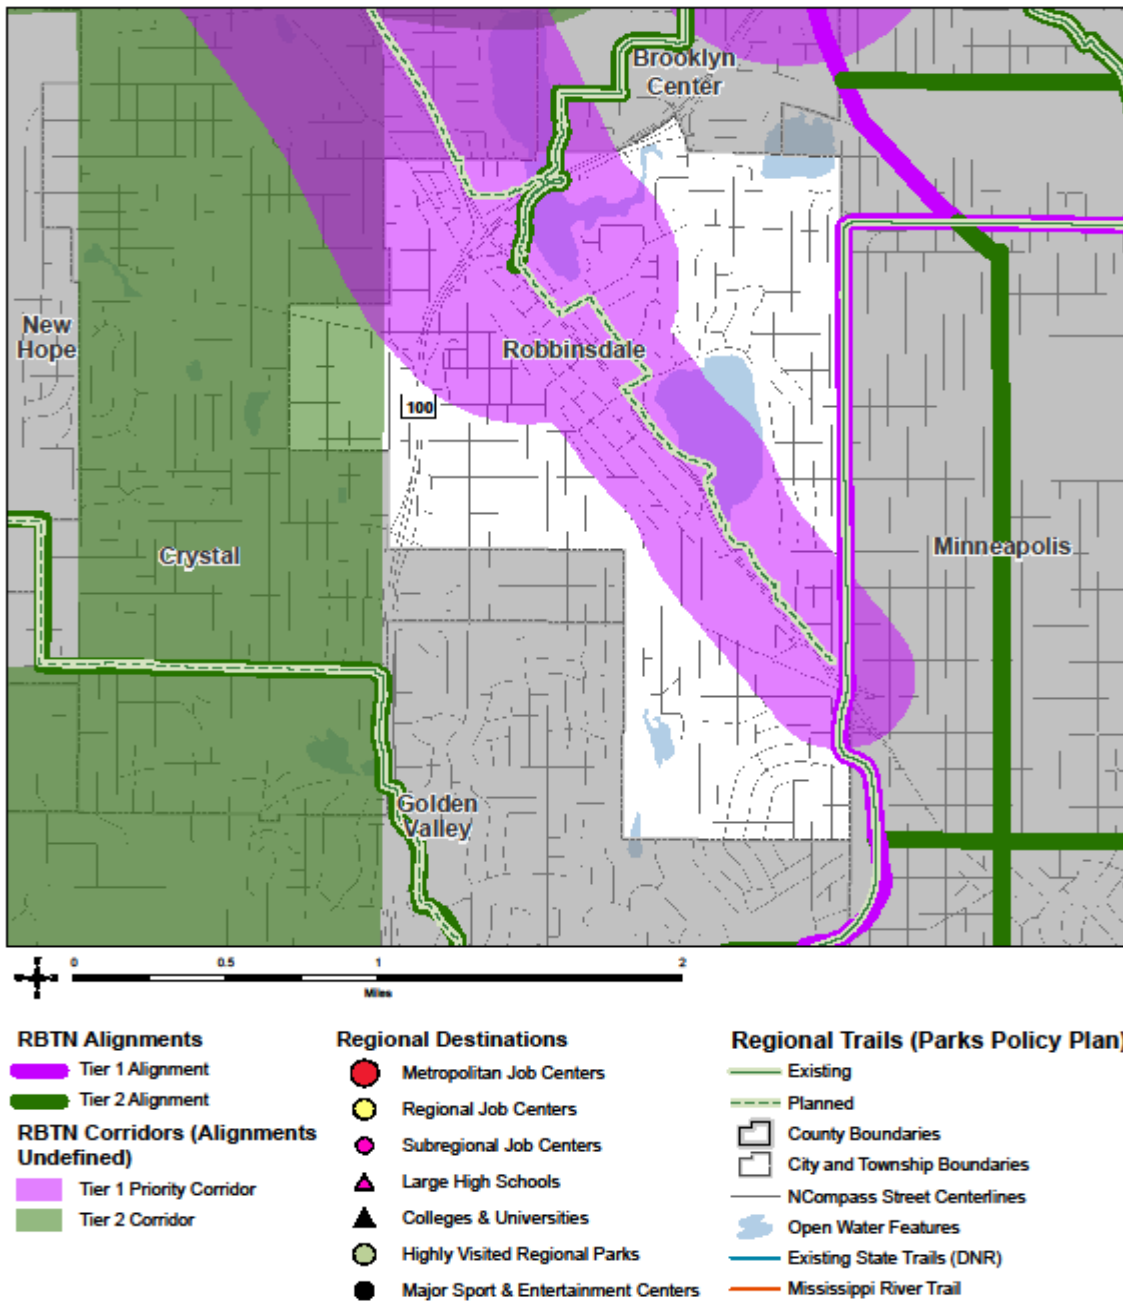 Brooklyn
Center
New
Hope
Robbinsdale
100
Crystal
Minneapolis
Golden
Valley
0 0.5 1 2
Miles
RBTN Alignments
Tier 1 Alignment
Tier 2 Alignment
RBTN Corridors (Alignments
Undefined)
Tier 1 Priority Corridor
Tier 2 Corridor
Regional Destinations
Metropolitan Job Centers
Regional Job Centers
Subregional Job Centers
Large High Schools
Colleges & Universities
Highly Visited Regional Parks
Major Sport & Entertainment Centers
Regional Trails (Parks Policy Plan)
Existing
Planned
County Boundaries
City and Township Boundaries
NCompass Street Centerlines
Open Water Features
Existing State Trails (DNR)
Mississippi River Trail